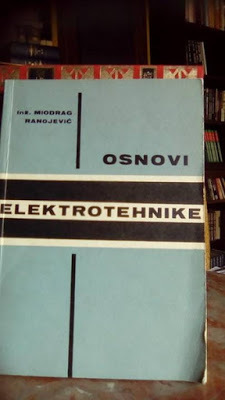 inž. MIODRAG
RANOJEVIĆ
OSNOVI
ELEKTROTEHNIKE